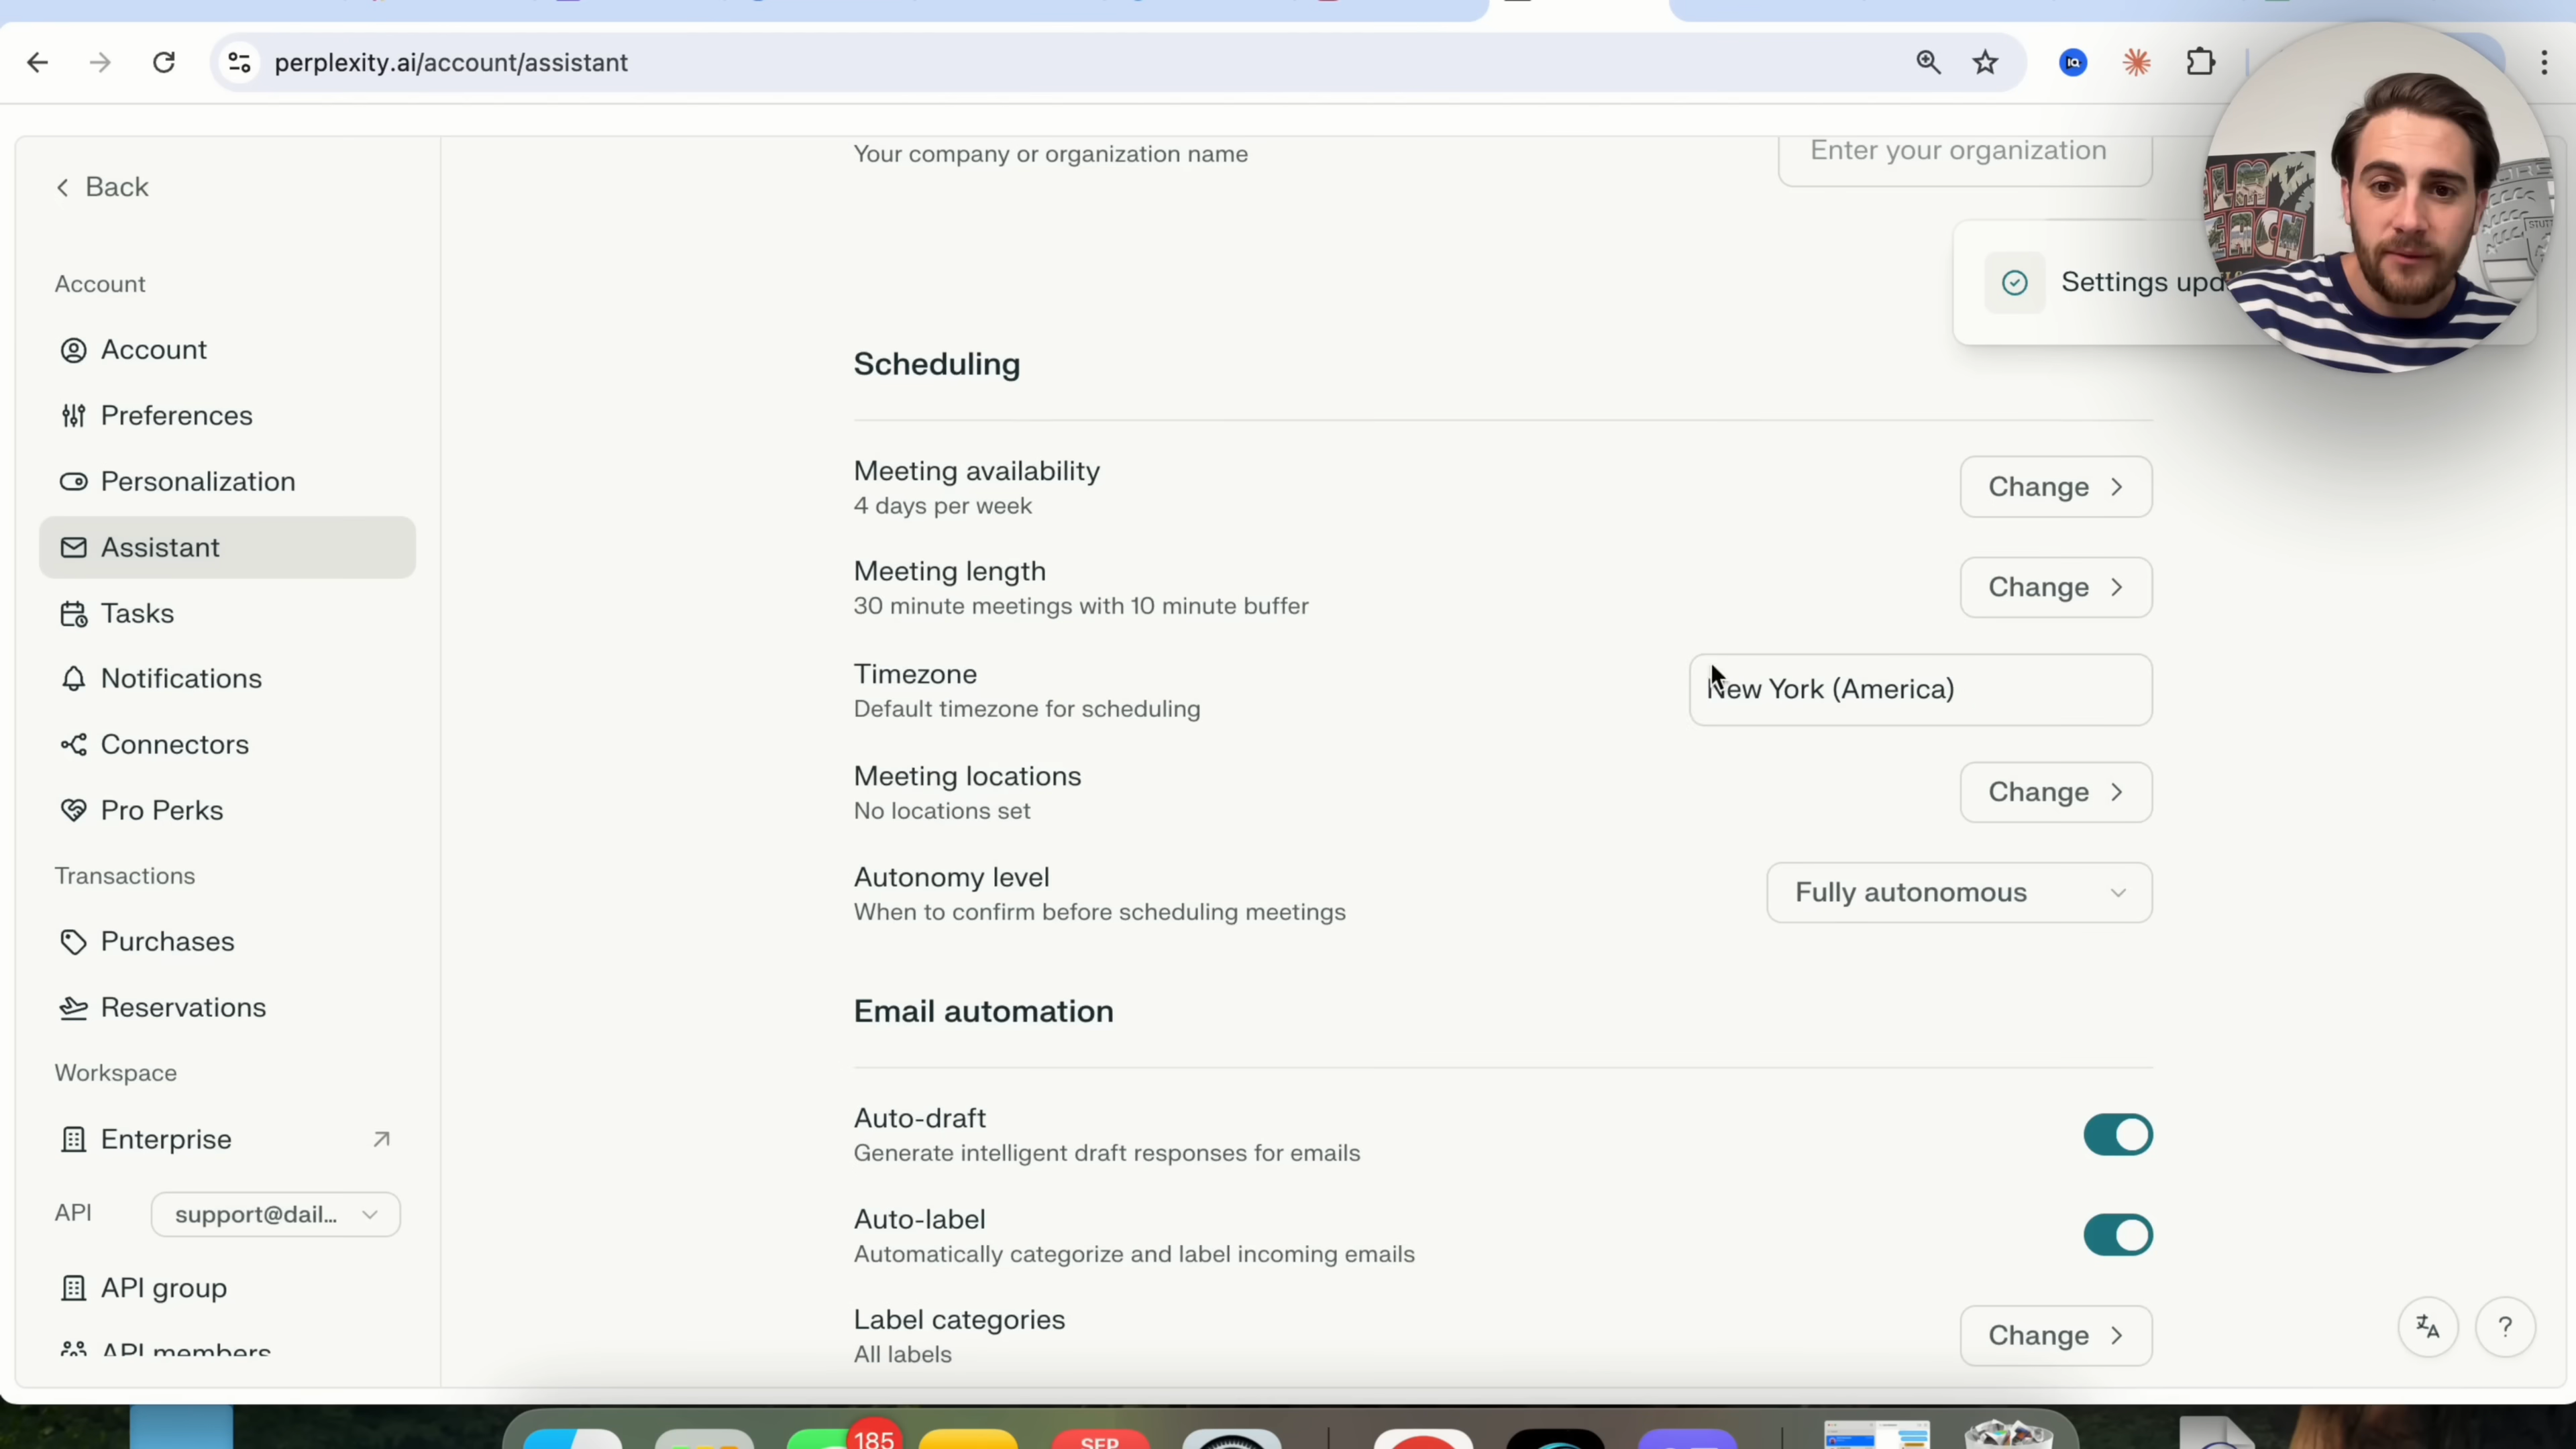 perplexity.ai/account/assistant
Back
Account
Account
Preferences
Personalization
Assistant
Tasks
Notifications
Connectors
Pro Perks
Transactions
Purchases
Reservations
Workspace
Enterprise
API
support@dail...
API group
API members
Your company or organization name
Enter your organization
Settings
Scheduling
Meeting availability
4 days per week
Change
Meeting length
30 minute meetings with 10 minute buffer
Change
Timezone
Default timezone for scheduling
New York (America)
Meeting locations
No locations set
Change
Autonomy level
When to confirm before scheduling meetings
Fully autonomous
Email automation
Auto-draft
Generate intelligent draft responses for emails
Auto-label
Automatically categorize and label incoming emails
Label categories
All labels
Change
?
185
SEP